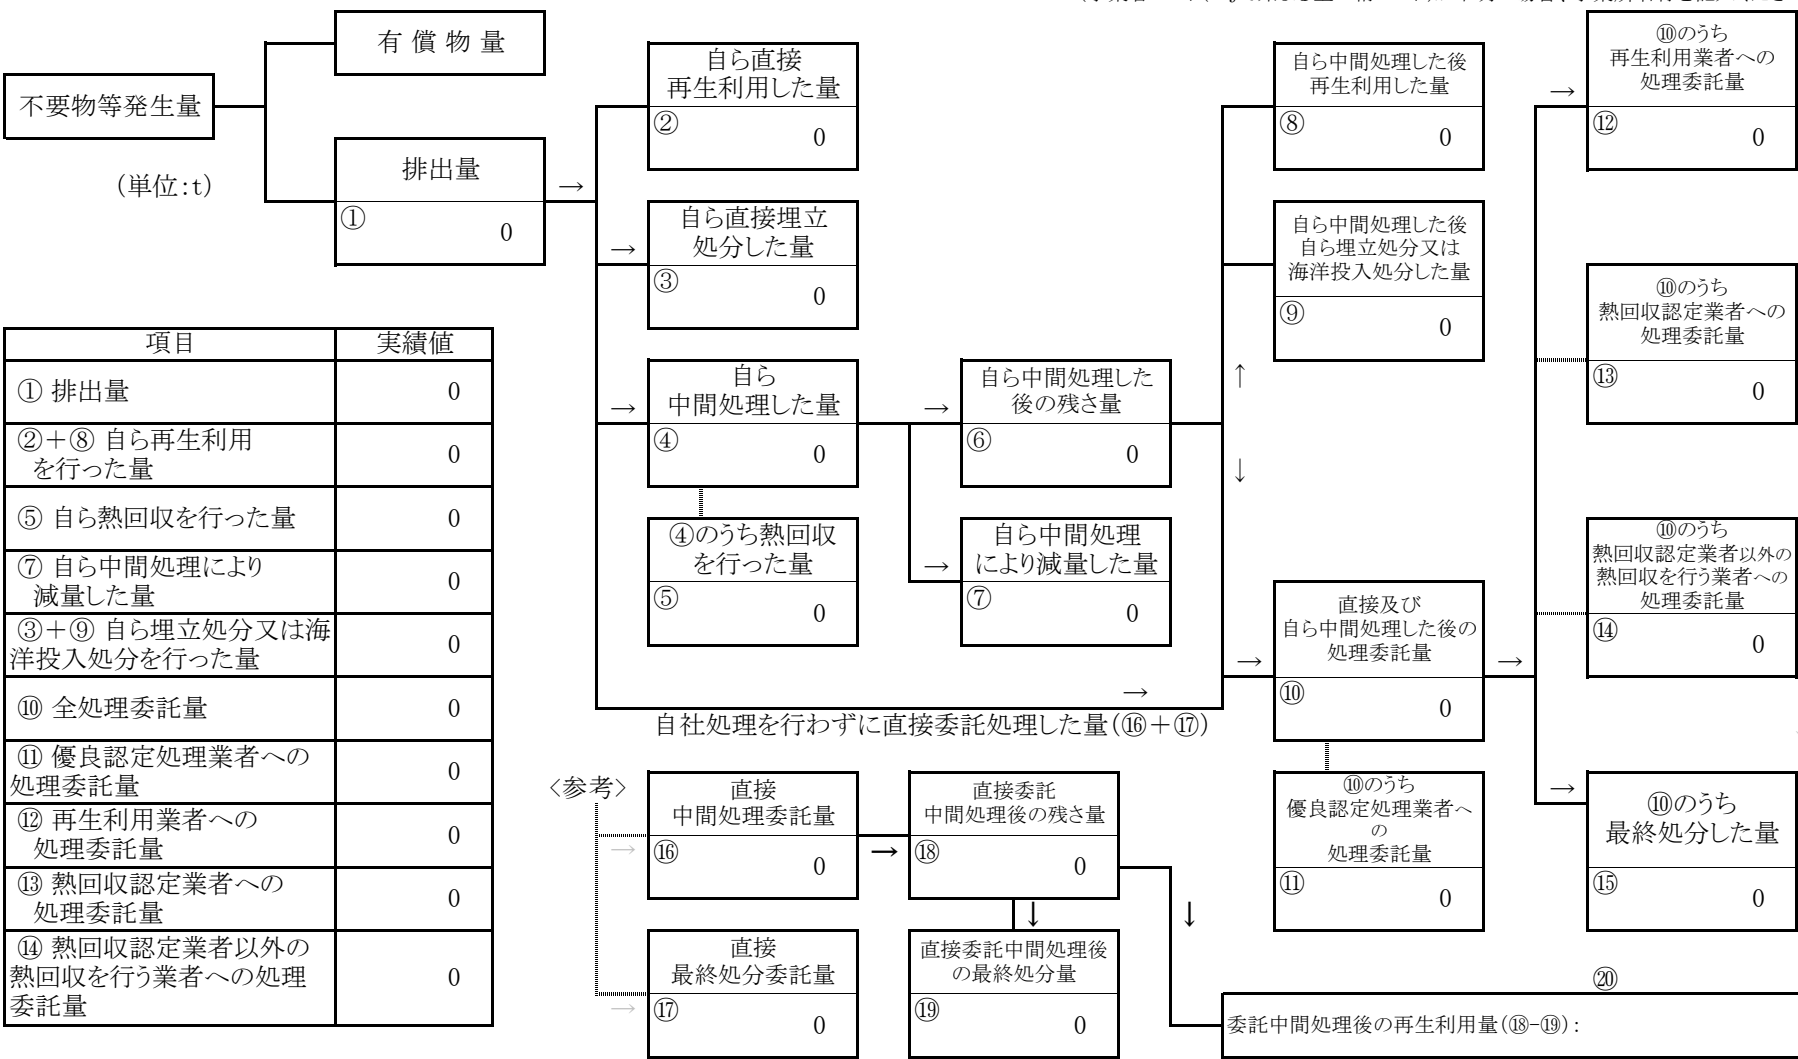 有償物量
不要物等発生量
(単位:t)
排出量
①
0
→
自ら直接
再生利用した量
②
0
→
自ら直接埋立
処分した量
③
0
→
自ら
中間処理した量
④
0
④のうち熱回収
を行った量
⑤
0
→
自ら中間処理した
後の残さ量
⑥
0
→
自ら中間処理
により減量した量
⑦
0
自ら中間処理した後
再生利用した量
⑧
0
自ら中間処理した後
自ら埋立処分又は
海洋投入処分した量
⑨
0
↑
↓
→
自社処理を行わずに直接委託処理した量(⑯+⑰)
→
直接及び
自ら中間処理した後の
処理委託量
⑩
0
→
⑩のうち
優良認定処理業者へ
の
処理委託量
⑪
0
→
⑩のうち
再生利用業者への
処理委託量
⑫
0
⑩のうち
熱回収認定業者への
処理委託量
⑬
0
⑩のうち
熱回収認定業者以外の
熱回収を行う業者への
処理委託量
⑭
0
→
⑩のうち
最終処分した量
⑮
0
項目 実績値
① 排出量 0
②+⑧ 自ら再生利用
を行った量 0
⑤ 自ら熱回収を行った量 0
⑦ 自ら中間処理により
減量した量 0
③+⑨ 自ら埋立処分又は海
洋投入処分を行った量 0
⑩ 全処理委託量 0
⑪ 優良認定処理業者への
処理委託量 0
⑫ 再生利用業者への
処理委託量 0
⑬ 熱回収認定業者への
処理委託量 0
⑭ 熱回収認定業者以外の
熱回収を行う業者への処理
委託量 0
〈参考〉
→
直接
中間処理委託量
⑯
0
→
直接委託
中間処理後の残さ量
⑱
0
↓
↓
→
直接
最終処分委託量
⑰
0
直接委託中間処理後
の最終処分量
⑲
0
⑳
委託中間処理後の再生利用量(⑱-⑲):